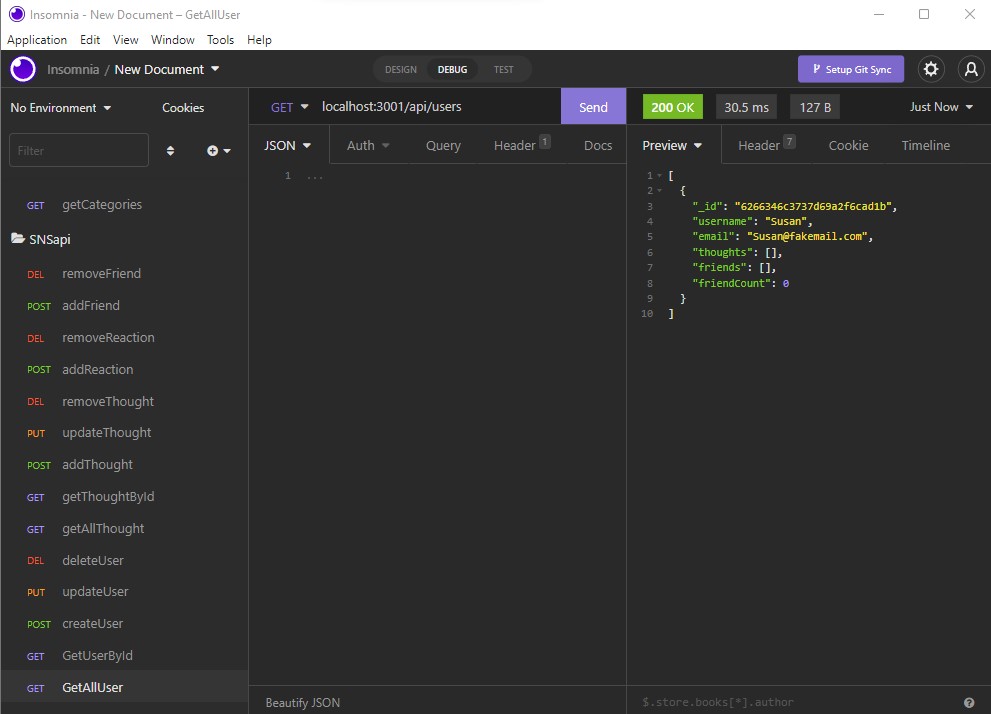 Insomnia - New Document – GetAllUser
Application Edit View Window Tools Help
Insomnia / New Document DESIGN DEBUG TEST Setup Git Sync
No Environment Cookies
Filter
GET getCategories
SNSapi
DEL removeFriend
POST addFriend
DEL removeReaction
POST addReaction
DEL removeThought
PUT updateThought
POST addThought
GET getThoughtById
GET getAllThought
DEL deleteUser
PUT updateUser
POST createUser
GET GetUserById
GET GetAllUser
GET localhost:3001/api/users Send
JSON Auth Query Header 1 Docs
1 ...
Beautify JSON
200 OK 30.5 ms 127 B Just Now
Preview Header 7 Cookie Timeline
1 [
2 {
3 "_id": "6266346c3737d69a2f6cad1b",
4 "username": "Susan",
5 "email": "Susan@fakemail.com",
6 "thoughts": [],
7 "friends": [],
8 "friendCount": 0
9 }
10 ]
$.store.books[*].author